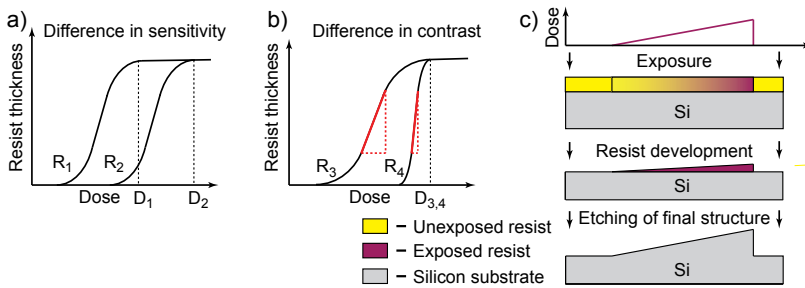 a) Difference in sensitivity
Resist thickness
R1
R2
Dose
D1
D2
b) Difference in contrast
Resist thickness
R3
R4
Dose
D3,4
– Unexposed resist
– Exposed resist
– Silicon substrate
c)
Dose
Exposure
Si
Resist development
Si
Etching of final structure
Si